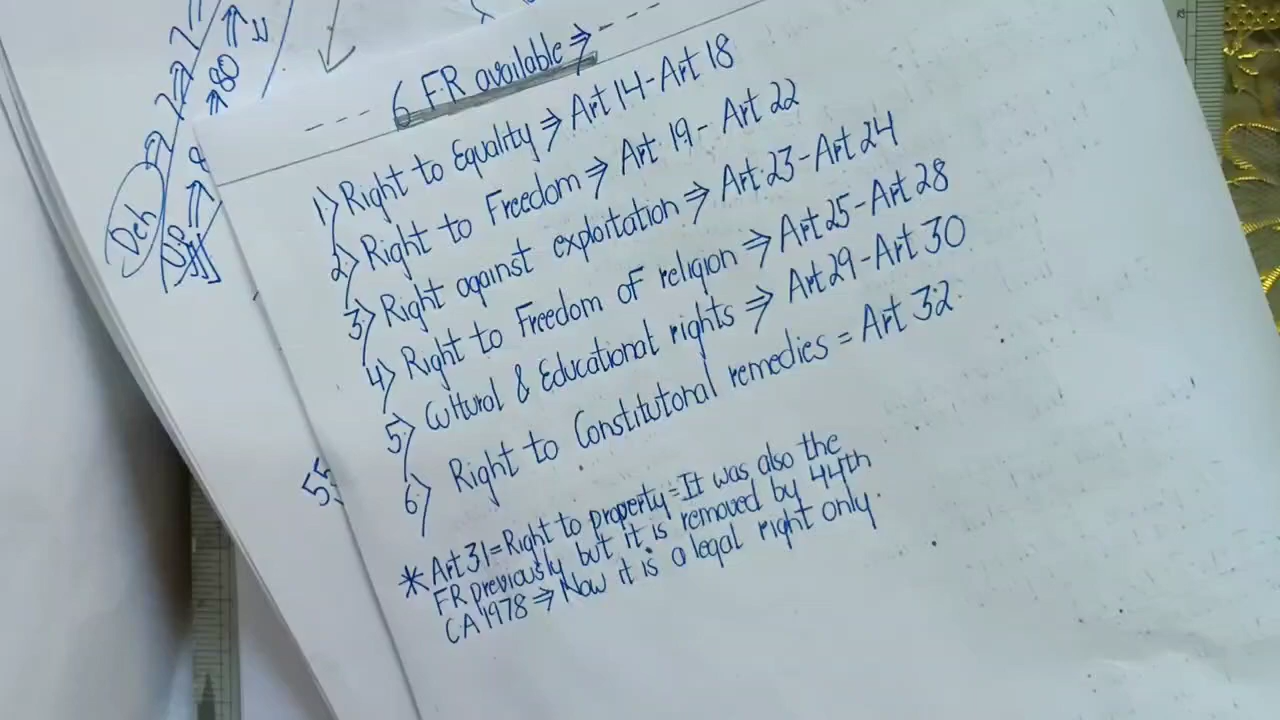 6 FR available ⇒
1) Right to Equality ⇒ Art 14 - Art 18
2) Right to Freedom ⇒ Art 19 - Art 22
3) Right against exploitation ⇒ Art 23 - Art 24
4) Right to Freedom of religion ⇒ Art 25 - Art 28
5) Cultural & Educational rights ⇒ Art 29 - Art 30
6) Right to Constitutonal remedies = Art 32
* Art 31 = Right to property = It was also the
FR previously but it is removed by 44th
CA 1978 ⇒ Now it is a legal right only.
55
Deh
80